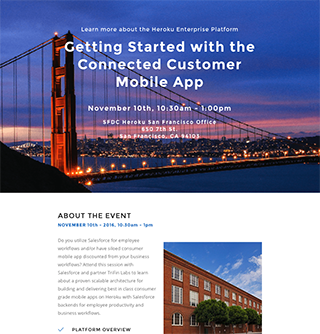 Learn more about the Heroku Enterprise Platform
Getting Started with the
Connected Customer
Mobile App
November 10th, 10:30am - 1:00pm
SFDC Heroku San Francisco Office
650 7th St.
San Francisco, CA 94103
ABOUT THE EVENT
NOVEMBER 10th - 2016, 10:30am - 1pm
Do you utilize Salesforce for employee
workflows and/or have siloed consumer
mobile app discounted from your business
workflows? Attend this session with
Salesforce and partner Trifin Labs to learn
about a proven scalable architecture for
building and delivering best in class consumer
grade mobile apps on Heroku with Salesforce
backends for employee productivity and
business workflows.
PLATFORM OVERVIEW